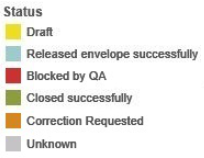 Status
Draft
Released envelope successfully
Blocked by QA
Closed successfully
Correction Requested
Unknown